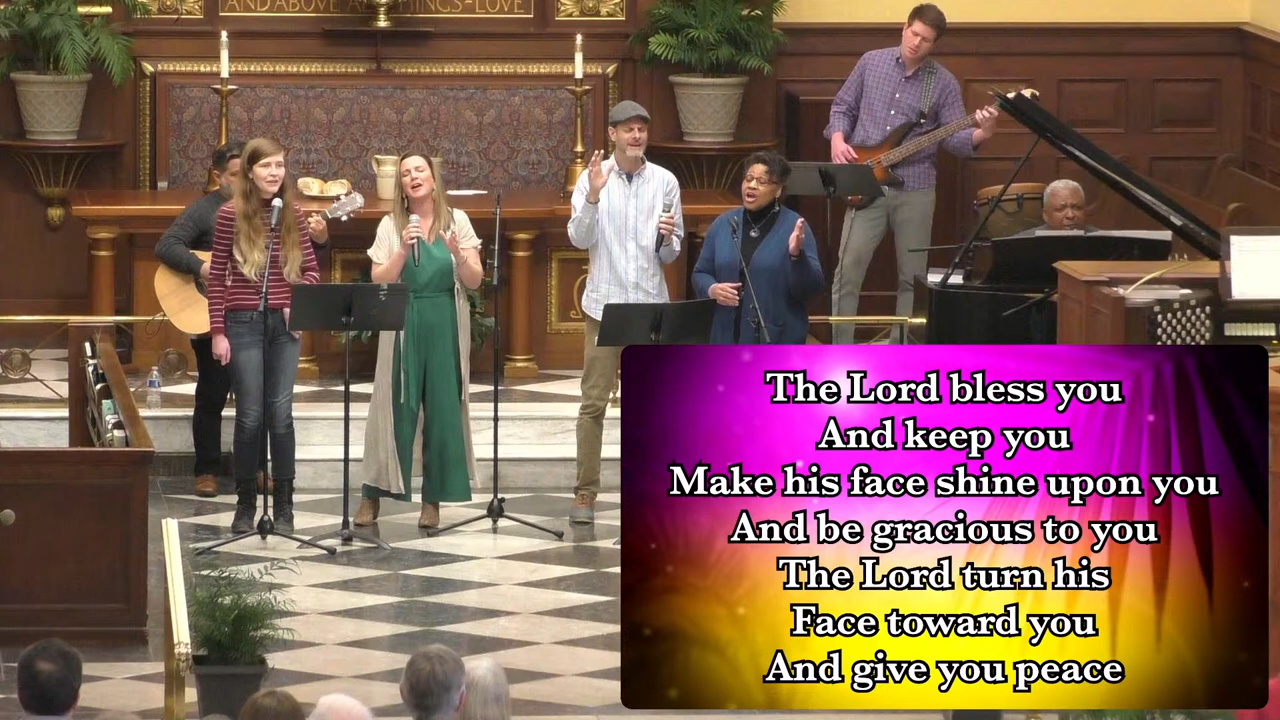 AND ABOVE ALL THINGS-LOVE
The Lord bless you
And keep you
Make his face shine upon you
And be gracious to you
The Lord turn his
Face toward you
And give you peace